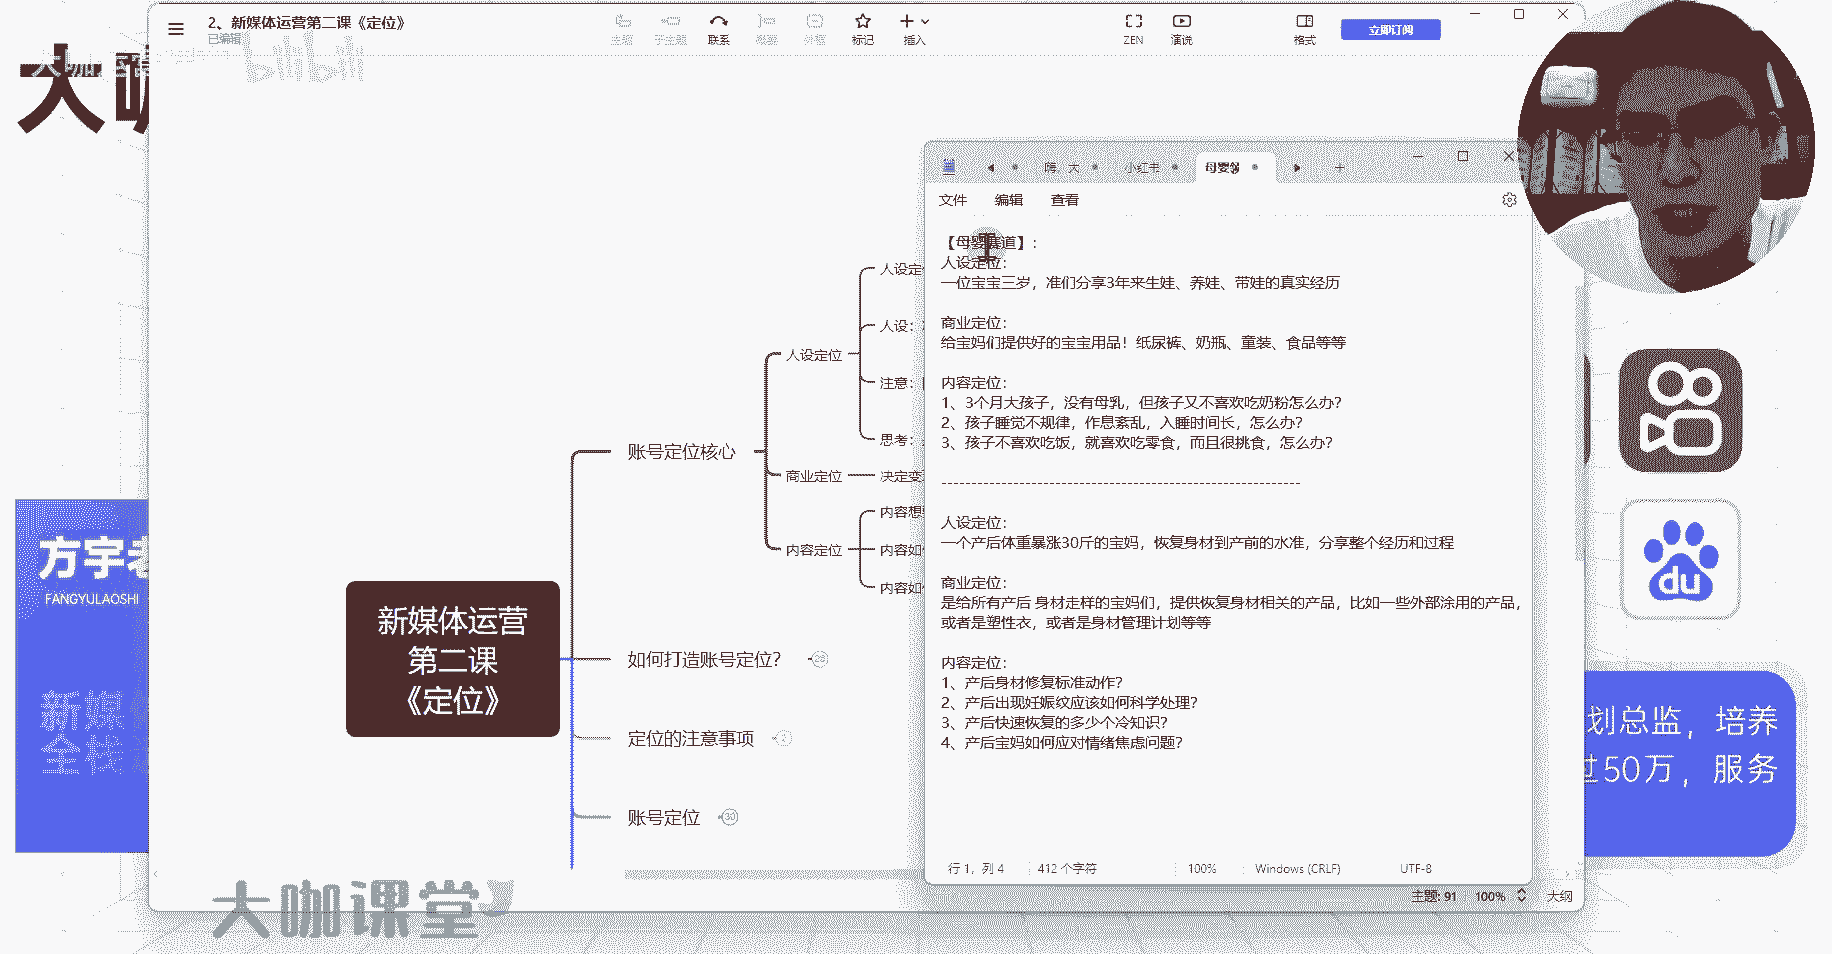 2、新媒体运营第二课《定位》
已编辑
主题
子主题
联系
概要
外框
标记
插入
ZEN
演说
格式
立即订阅
bilibili
大咖
方宇老
FANGYULAOSHI
新媒体
全栈
新媒体运营
第二课
《定位》
账号定位核心
人设定位
人设定
人设：
注意：
思考：
商业定位
决定变
内容定位
内容想
内容如
内容如
如何打造账号定位？
28
定位的注意事项
账号定位
30
嗨，大
小红书
母婴领
文件
编辑
查看
【母婴赛道】：
人设定位：
一位宝宝三岁，准们分享3年来生娃、养娃、带娃的真实经历
商业定位：
给宝妈们提供好的宝宝用品！纸尿裤、奶瓶、童装、食品等等
内容定位：
1、3个月大孩子，没有母乳，但孩子又不喜欢吃奶粉怎么办？
2、孩子睡觉不规律，作息紊乱，入睡时间长，怎么办？
3、孩子不喜欢吃饭，就喜欢吃零食，而且很挑食，怎么办？
------------------------------------------------------------
人设定位：
一个产后体重暴涨30斤的宝妈，恢复身材到产前的水准，分享整个经历和过程
商业定位：
是给所有产后 身材走样的宝妈们，提供恢复身材相关的产品，比如一些外部涂用的产品，
或者是塑性衣，或者是身材管理计划等等
内容定位：
1、产后身材修复标准动作？
2、产后出现妊娠纹应该如何科学处理？
3、产后快速恢复的多少个冷知识？
4、产后宝妈如何应对情绪焦虑问题？
行 1，列 4
412 个字符
100%
Windows (CRLF)
UTF-8
主题: 91
100%
大纲
du
划总监，培养
过50万，服务
大咖课堂